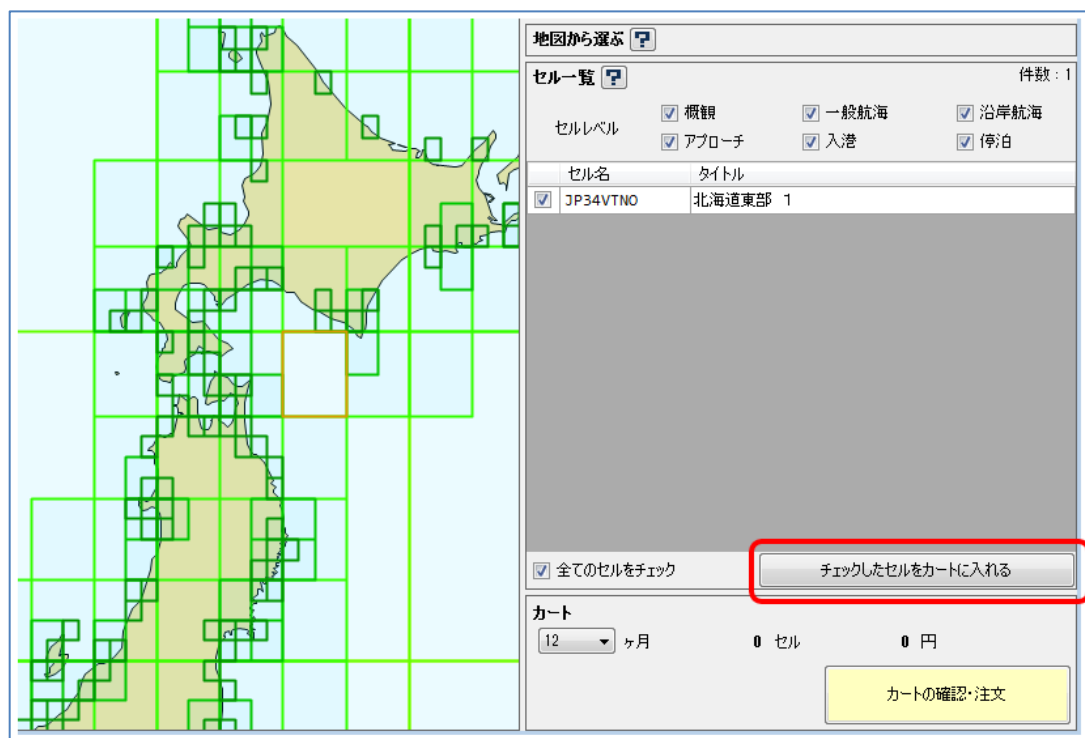 地図から選ぶ ?
セル一覧 ? 件数：1
セルレベル
概観 一般航海 沿岸航海
アプローチ 入港 停泊
セル名 タイトル
JP34VTNO 北海道東部 1
全てのセルをチェック チェックしたセルをカートに入れる
カート
12 ヶ月 0 セル 0 円
カートの確認・注文